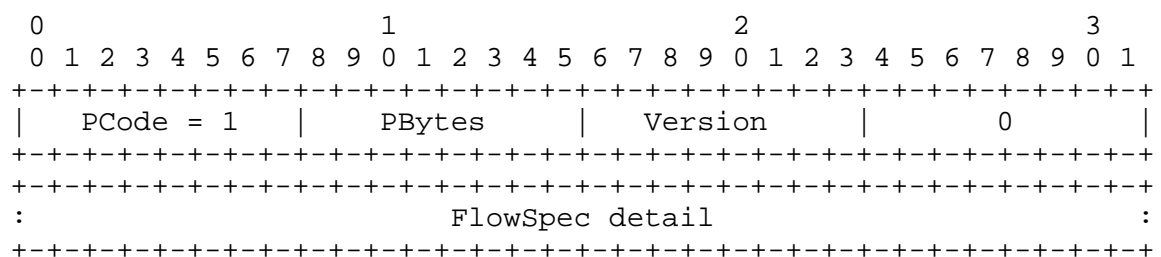 0                   1                   2                   3
 0 1 2 3 4 5 6 7 8 9 0 1 2 3 4 5 6 7 8 9 0 1 2 3 4 5 6 7 8 9 0 1
+-+-+-+-+-+-+-+-+-+-+-+-+-+-+-+-+-+-+-+-+-+-+-+-+-+-+-+-+-+-+-+-+
|   PCode = 1   |    PBytes     |   Version     |       0       |
+-+-+-+-+-+-+-+-+-+-+-+-+-+-+-+-+-+-+-+-+-+-+-+-+-+-+-+-+-+-+-+-+
+-+-+-+-+-+-+-+-+-+-+-+-+-+-+-+-+-+-+-+-+-+-+-+-+-+-+-+-+-+-+-+-+
:                        FlowSpec detail                        :
+-+-+-+-+-+-+-+-+-+-+-+-+-+-+-+-+-+-+-+-+-+-+-+-+-+-+-+-+-+-+-+-+